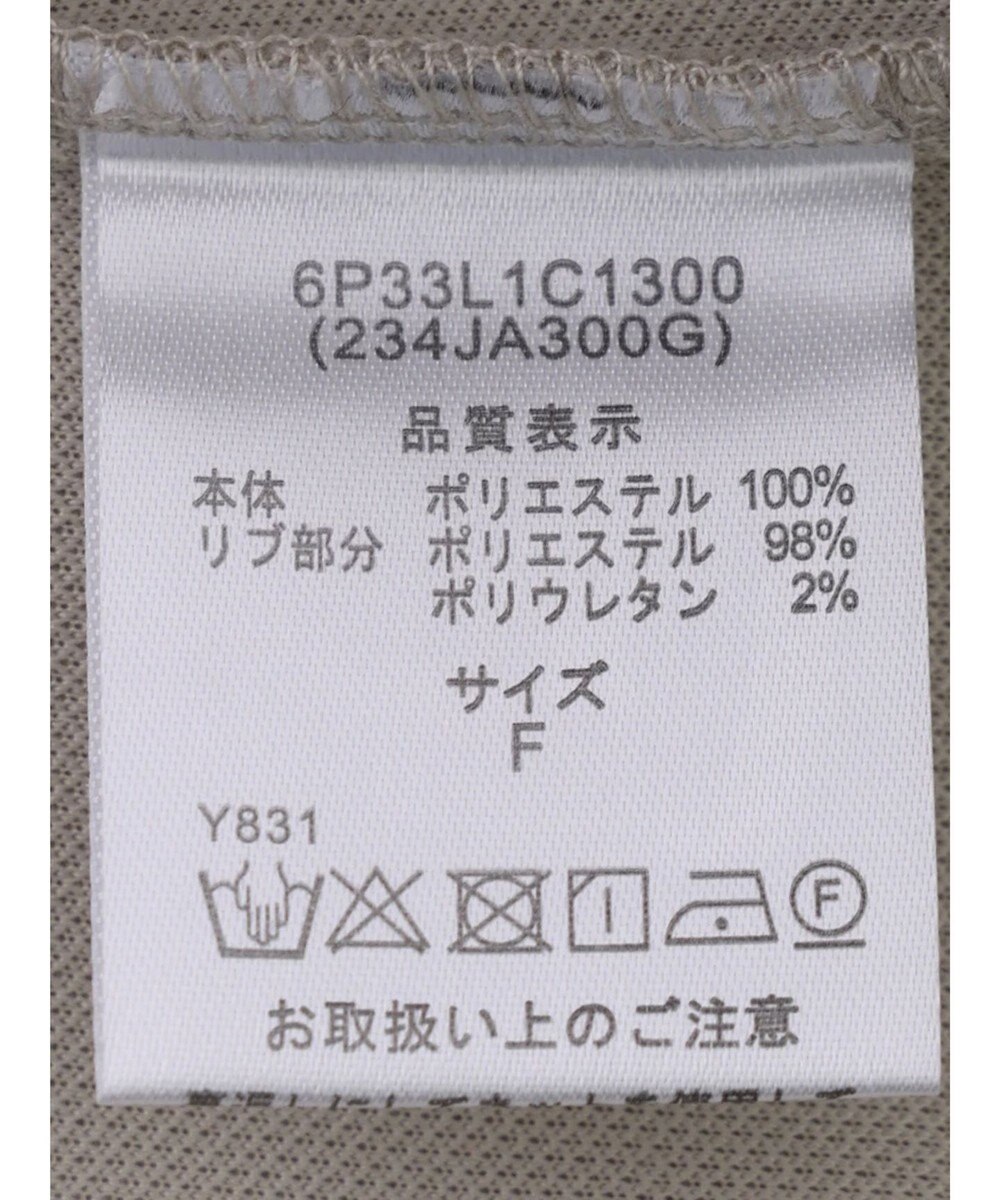 6P33L1C1300
(234JA300G)
品質表示
本体 ポリエステル 100%
リブ部分 ポリエステル 98%
ポリウレタン 2%
サイズ
F
Y831
F
お取扱い上のご注意